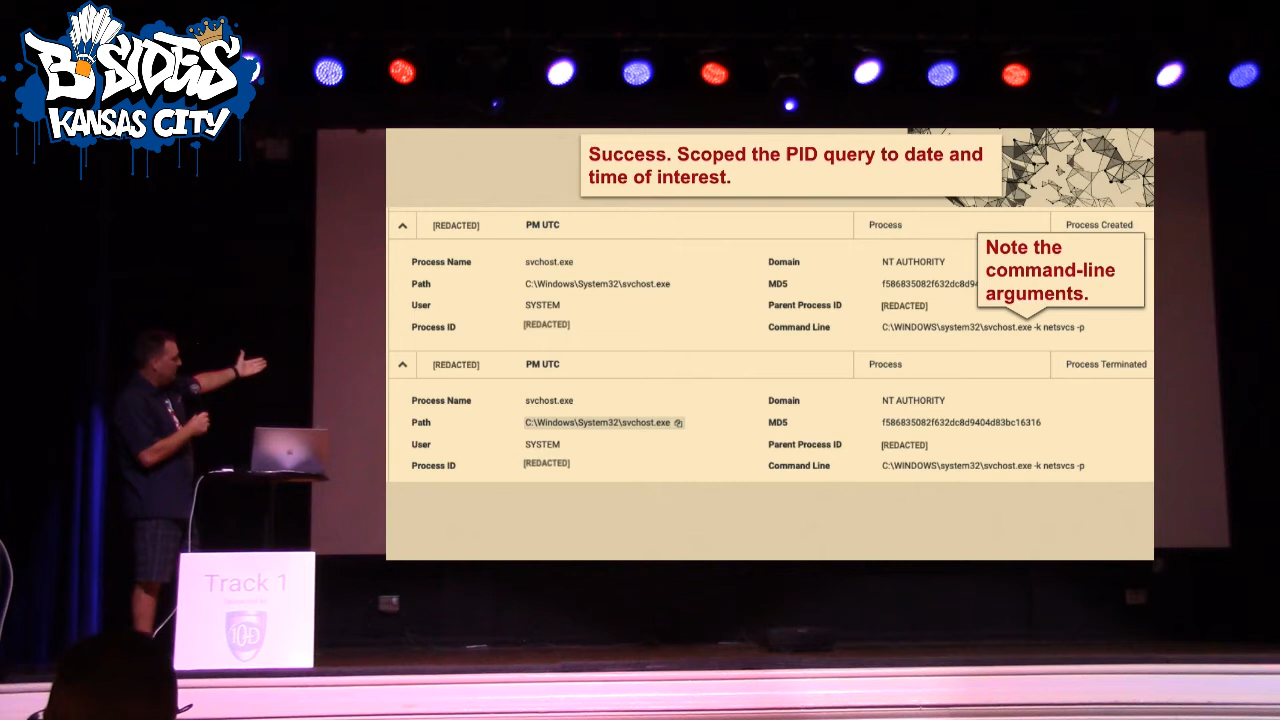 B-SIDES
KANSAS CITY
Success. Scoped the PID query to date and
time of interest.
[REDACTED] PM UTC Process Process Created
Note the
command-line
arguments.
Process Name svchost.exe Domain NT AUTHORITY
Path C:\Windows\System32\svchost.exe MD5 f586835082f632dc8d94
User SYSTEM Parent Process ID [REDACTED]
Process ID [REDACTED] Command Line C:\WINDOWS\system32\svchost.exe -k netsvcs -p
[REDACTED] PM UTC Process Process Terminated
Process Name svchost.exe Domain NT AUTHORITY
Path C:\Windows\System32\svchost.exe MD5 f586835082f632dc8d9404d83bc16316
User SYSTEM Parent Process ID [REDACTED]
Process ID [REDACTED] Command Line C:\WINDOWS\system32\svchost.exe -k netsvcs -p
Track 1